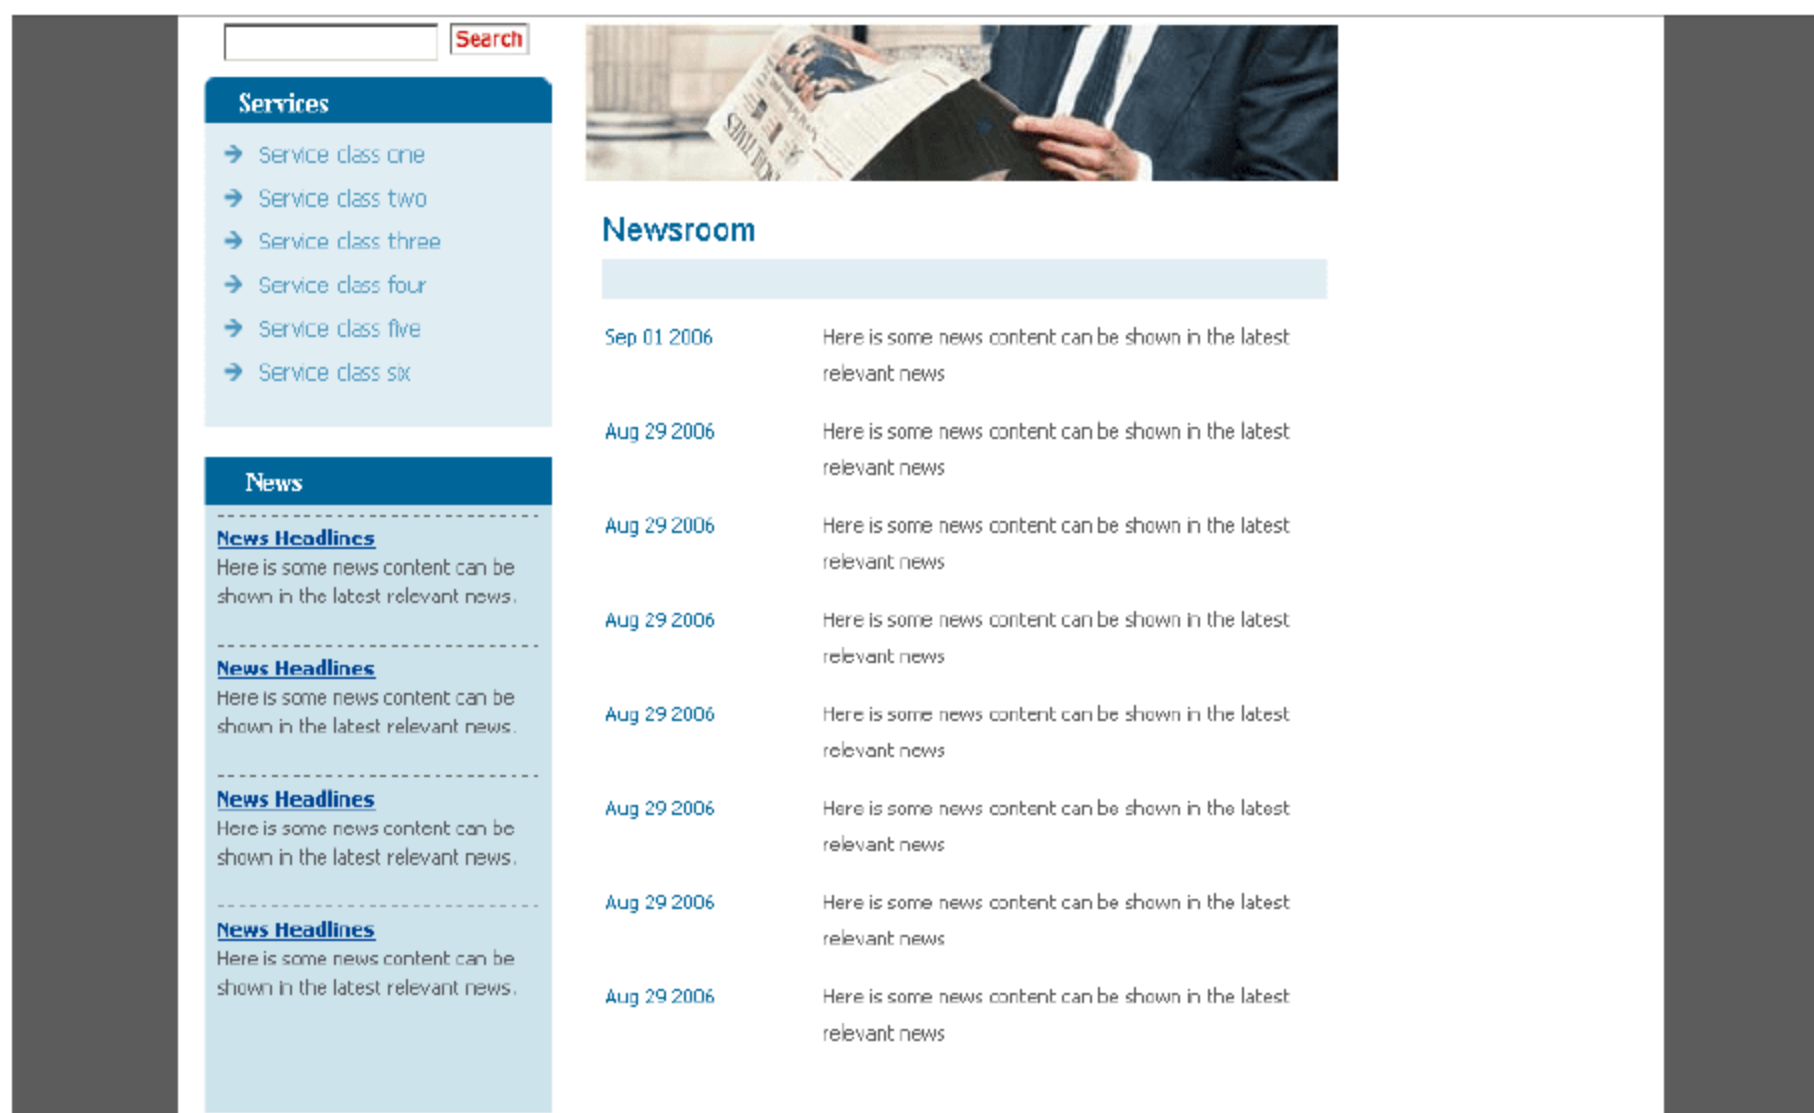 Search
Services
Service class one
Service class two
Service class three
Service class four
Service class five
Service class six
News
News Headlines
Here is some news content can be
shown in the latest relevant news.
News Headlines
Here is some news content can be
shown in the latest relevant news.
News Headlines
Here is some news content can be
shown in the latest relevant news.
News Headlines
Here is some news content can be
shown in the latest relevant news.
TIMES
Newsroom
Sep 01 2006
Here is some news content can be shown in the latest
relevant news
Aug 29 2006
Here is some news content can be shown in the latest
relevant news
Aug 29 2006
Here is some news content can be shown in the latest
relevant news
Aug 29 2006
Here is some news content can be shown in the latest
relevant news
Aug 29 2006
Here is some news content can be shown in the latest
relevant news
Aug 29 2006
Here is some news content can be shown in the latest
relevant news
Aug 29 2006
Here is some news content can be shown in the latest
relevant news
Aug 29 2006
Here is some news content can be shown in the latest
relevant news